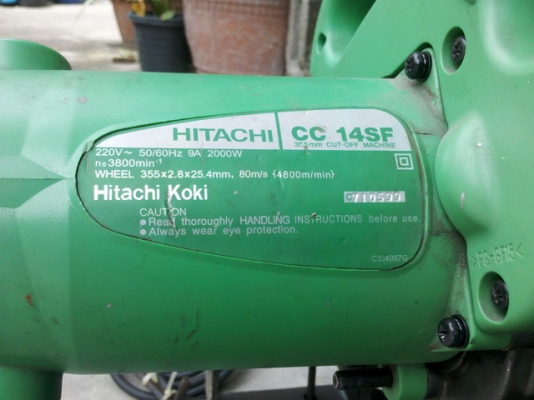 HITACHI CC 14SF
355mm CUT-OFF MACHINE
220V~ 50/60Hz 9A 2000W
no3800min-1
WHEEL 355x2.8x25.4mm, 80m/s {4800m/min}
Hitachi Koki
C710599
CAUTION
● Read thoroughly HANDLING INSTRUCTIONS before use.
● Always wear eye protection.
C334057G